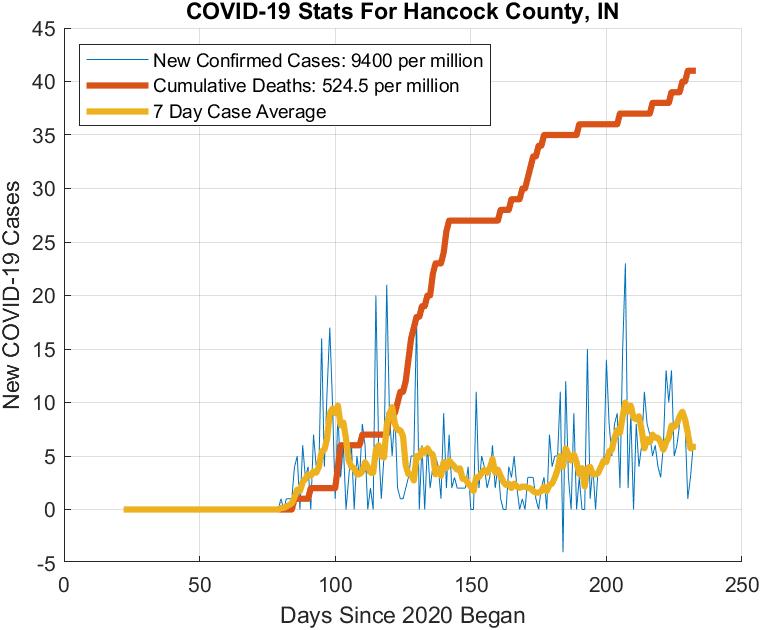 COVID-19 Stats For Hancock County, IN
New Confirmed Cases: 9400 per million
Cumulative Deaths: 524.5 per million
7 Day Case Average
New COVID-19 Cases
45
40
35
30
25
20
15
10
5
0
-5
0 50 100 150 200 250
Days Since 2020 Began